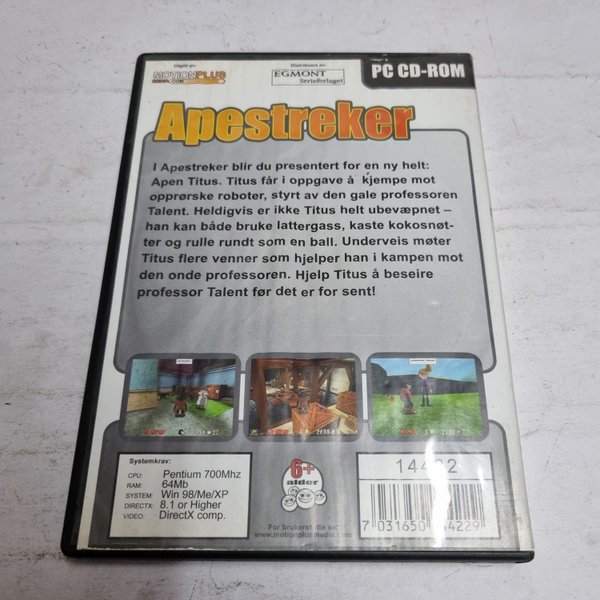 Utgitt av:
Distribuert av:
PC CD-ROM
MOTIONPLUS
MEDIA.COM
EGMONT
Serieforlaget
Apestreker
I Apestreker blir du presentert for en ny helt:
Apen Titus. Titus får i oppgave å kjempe mot
opprørske roboter, styrt av den gale professoren
Talent. Heldigvis er ikke Titus helt ubevæpnet –
han kan både bruke lattergass, kaste kokosnøt-
ter og rulle rundt som en ball. Underveis møter
Titus flere venner som hjelper han i kampen mot
den onde professoren. Hjelp Titus å beseire
professor Talent før det er for sent!
Systemkrav:
CPU: Pentium 700Mhz
RAM: 64Mb
SYSTEM: Win 98/Me/XP
DIRECTX: 8.1 or Higher
VIDEO: DirectX comp.
6+
alder
For brukerstøtte se:
www.motionplusmedia.com